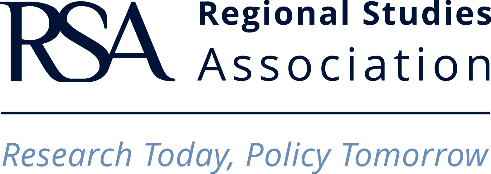 RSA Regional Studies
Association
Research Today, Policy Tomorrow